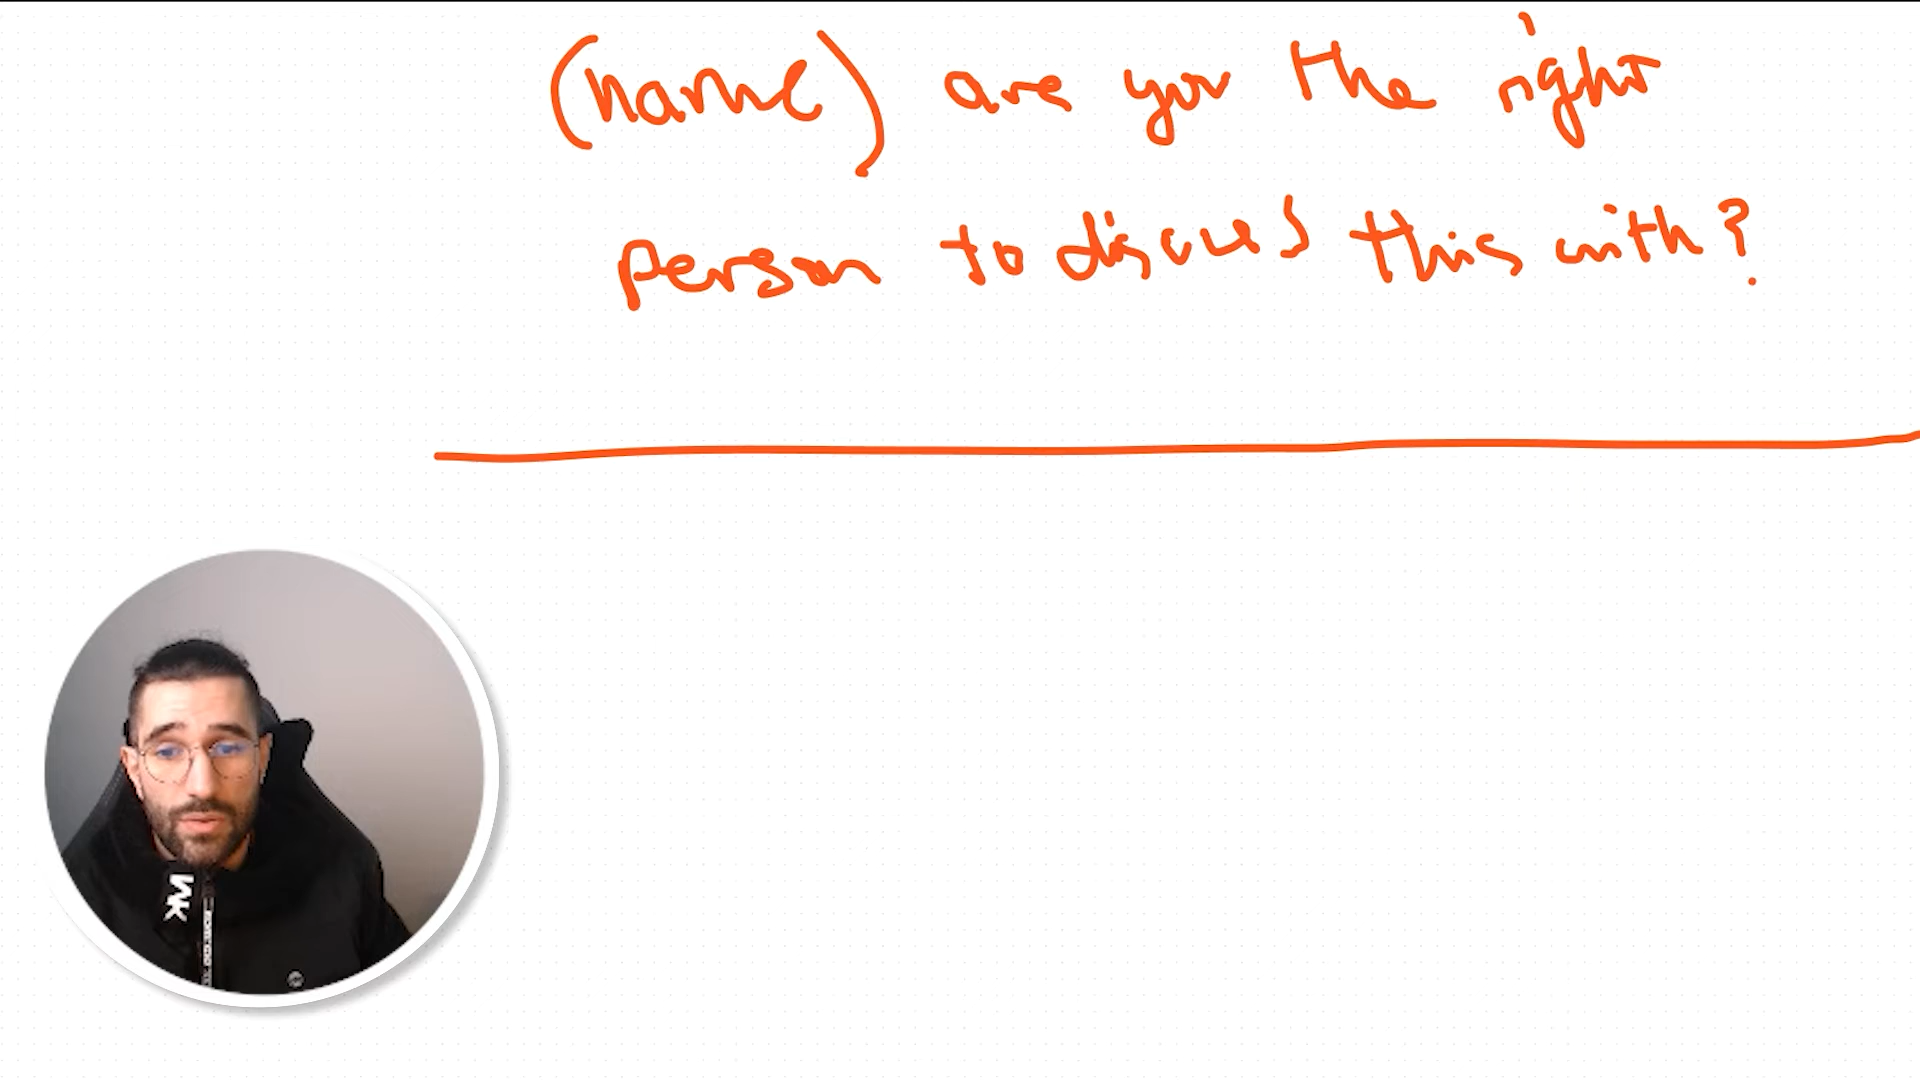 (name) are you the right
person to discuss this with?